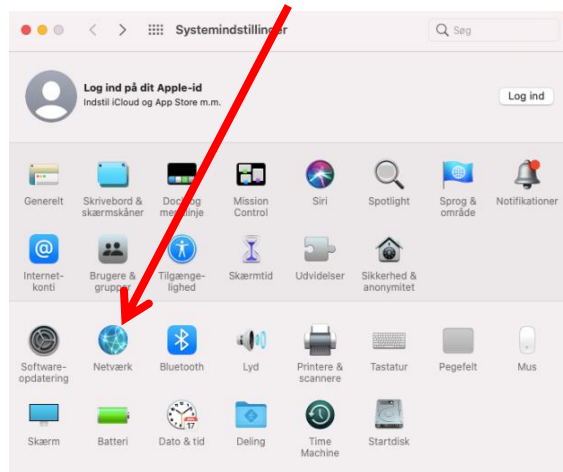 Systemindstillinger
Søg
Log ind på dit Apple-id
Indstil iCloud og App Store m.m.
Log ind
Generelt
Skrivebord &
skærmskåner
Dock og
menulinje
Mission
Control
Siri
Spotlight
Sprog &
område
Notifikationer
Internet-
konti
Brugere &
grupper
Tilgænge-
lighed
Skærmtid
Udvidelser
Sikkerhed &
anonymitet
Software-
opdatering
Netværk
Bluetooth
Lyd
Printere &
scannere
Tastatur
Pegefelt
Mus
Skærm
Batteri
Dato & tid
Deling
Time
Machine
Startdisk